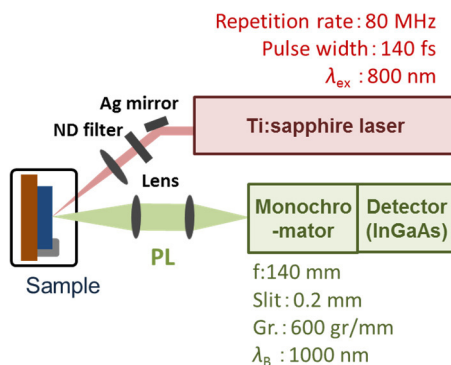 Repetition rate : 80 MHz
Pulse width : 140 fs
λex : 800 nm
Ag mirror
ND filter
Ti:sapphire laser
Lens
Monochro
-mator
Detector
(InGaAs)
PL
Sample
f:140 mm
Slit : 0.2 mm
Gr. : 600 gr/mm
λB : 1000 nm